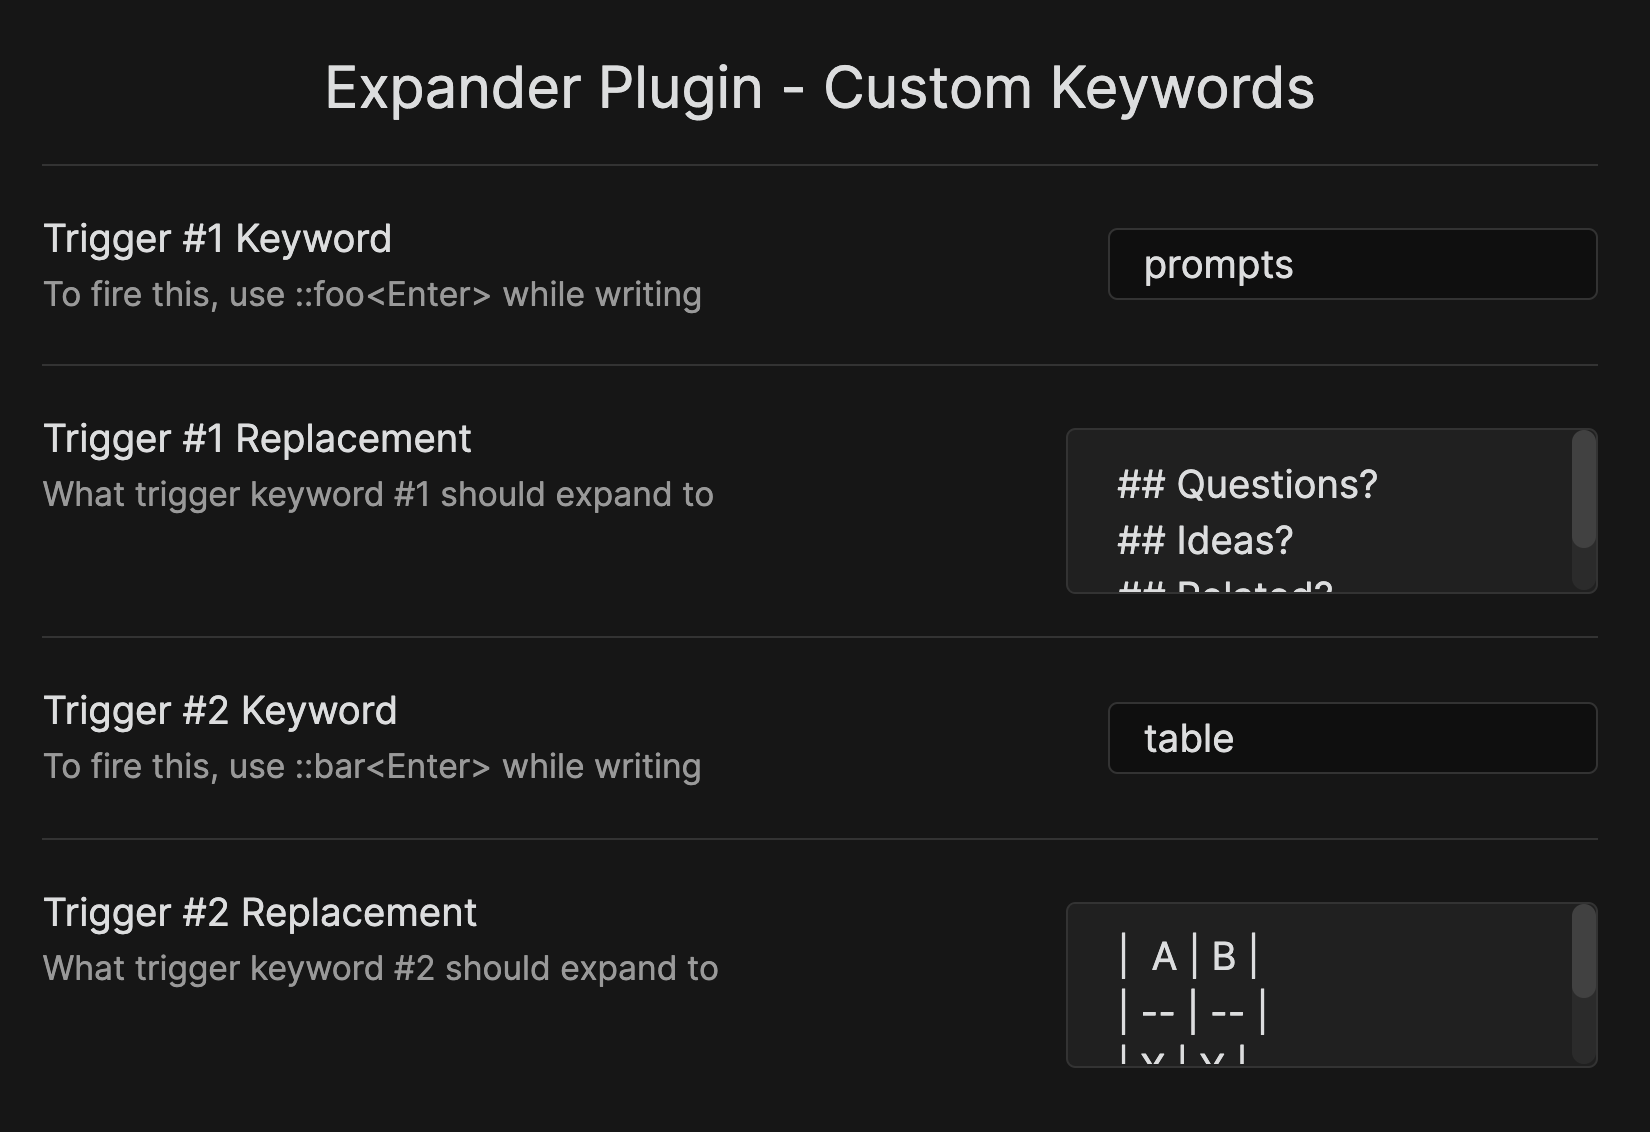 Expander Plugin - Custom Keywords
Trigger #1 Keyword
To fire this, use ::foo<Enter> while writing
prompts
Trigger #1 Replacement
What trigger keyword #1 should expand to
## Questions?
## Ideas?
## Related?
Trigger #2 Keyword
To fire this, use ::bar<Enter> while writing
table
Trigger #2 Replacement
What trigger keyword #2 should expand to
|  A | B |
| -- | -- |